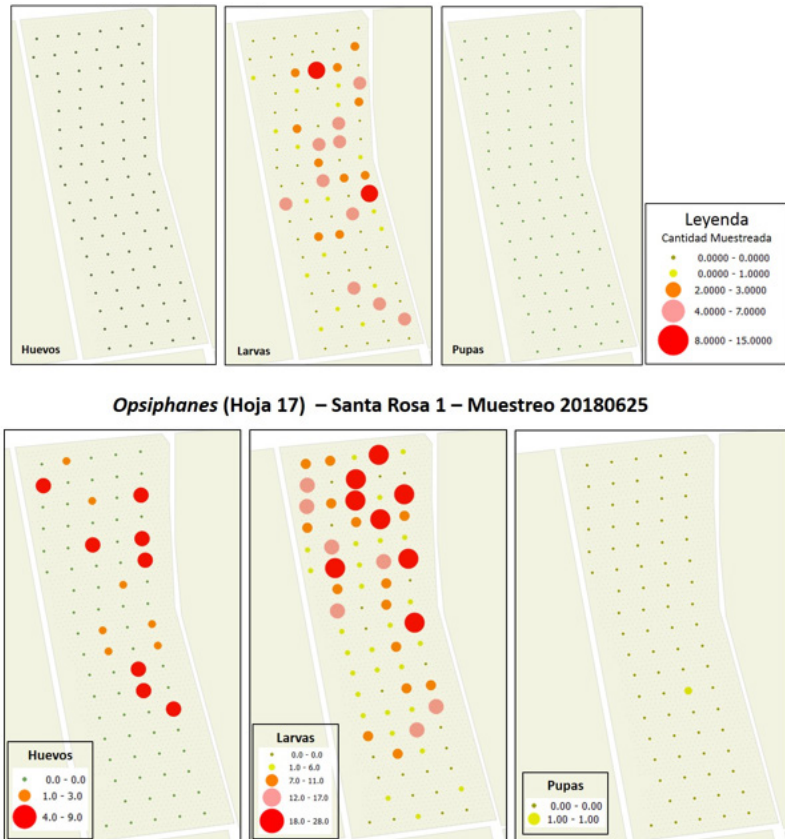 Huevos
Larvas
Pupas
Leyenda
Cantidad Muestreada
0.0000 - 0.0000
0.0000 - 1.0000
2.0000 - 3.0000
4.0000 - 7.0000
8.0000 - 15.0000
Opsiphanes (Hoja 17) – Santa Rosa 1 – Muestreo 20180625
Huevos
0.0 - 0.0
1.0 - 3.0
4.0 - 9.0
Larvas
0.0 - 0.0
1.0 - 6.0
7.0 - 11.0
12.0 - 17.0
18.0 - 28.0
Pupas
0.00 - 0.00
1.00 - 1.00